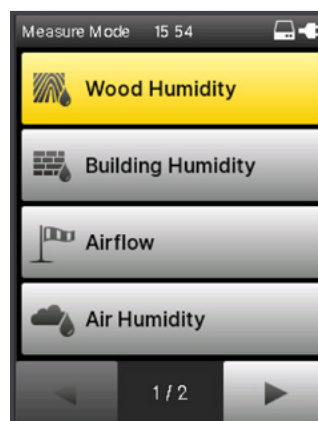 Measure Mode 15 54
Wood Humidity
Building Humidity
Airflow
Air Humidity
1 / 2